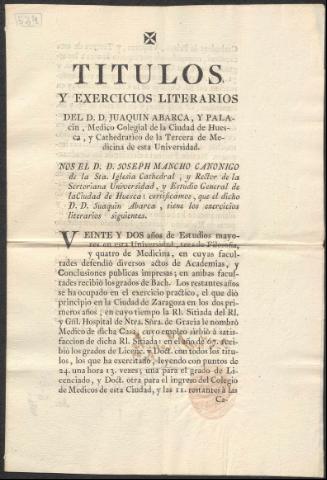 534
TITULOS
Y EXERCICIOS LITERARIOS
DEL D. D. JUAQUIN ABARCA, Y PALA-
cin, Medico Colegial de la Ciudad de Hues-
ca, y Cathedratico de la Tercera de Me-
dicina de esta Universidad.
NOS EL D. D. JOSEPH MANCHO CANONIGO
de la Sta. Iglesia Cathedral, y Rector de la
Sertoriana Universidad, y Estudio General de
la Ciudad de Huesca: certificamos, que el dicho
D. D. Juaquin Abarca, tiene los exercicios
literarios siguientes.
VEINTE Y DOS años de Estudios mayo-
res en esta Universidad, tres de Filosofia,
y quatro de Medicina, en cuyas facul-
tades defendió diversos actos de Academias, y
Conclusiones publicas impresas; en ambas facul-
tades recibió los grados de Bach. Los restantes años
se ha ocupado en el exercicio practico, el que dió
principio en la Ciudad de Zaragoza en los dos pri-
meros años, en cuyo tiempo la Rl. Sitiada del Rl.
y Gñl. Hospital de Ntra. Sñra. de Gracia le nombró
Medico de dicha Casa, cuyo empleo sirbió à satis-
faccion de dicha Rl. Sitiada: en el año de 67. reci-
bió los grados de Licenc. y Doct. con todos los titu-
los, los que ha exercitado, leyendo con puntos de
24. una hora 13. vezes; una para el grado de Li-
cenciado, y Doct. otra para el ingreso del Colegio
de Medicos de esta Ciudad, y las 11. restantes à las
Ca-